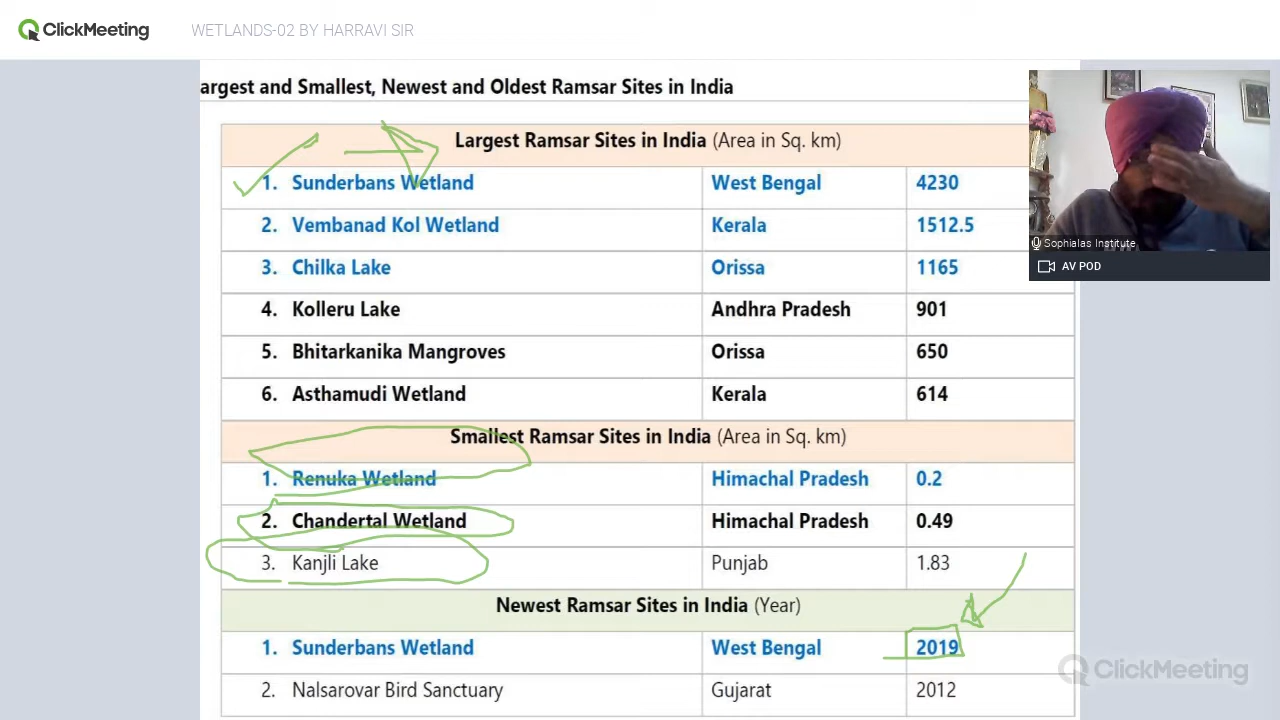 ClickMeeting WETLANDS-02 BY HARRAVI SIR
argest and Smallest, Newest and Oldest Ramsar Sites in India
Largest Ramsar Sites in India (Area in Sq. km)
1. Sunderbans Wetland West Bengal 4230
2. Vembanad Kol Wetland Kerala 1512.5
3. Chilka Lake Orissa 1165
4. Kolleru Lake Andhra Pradesh 901
5. Bhitarkanika Mangroves Orissa 650
6. Asthamudi Wetland Kerala 614
Smallest Ramsar Sites in India (Area in Sq. km)
1. Renuka Wetland Himachal Pradesh 0.2
2. Chandertal Wetland Himachal Pradesh 0.49
3. Kanjli Lake Punjab 1.83
Newest Ramsar Sites in India (Year)
1. Sunderbans Wetland West Bengal 2019
2. Nalsarovar Bird Sanctuary Gujarat 2012
Sophialas Institute
AV POD
ClickMeeting